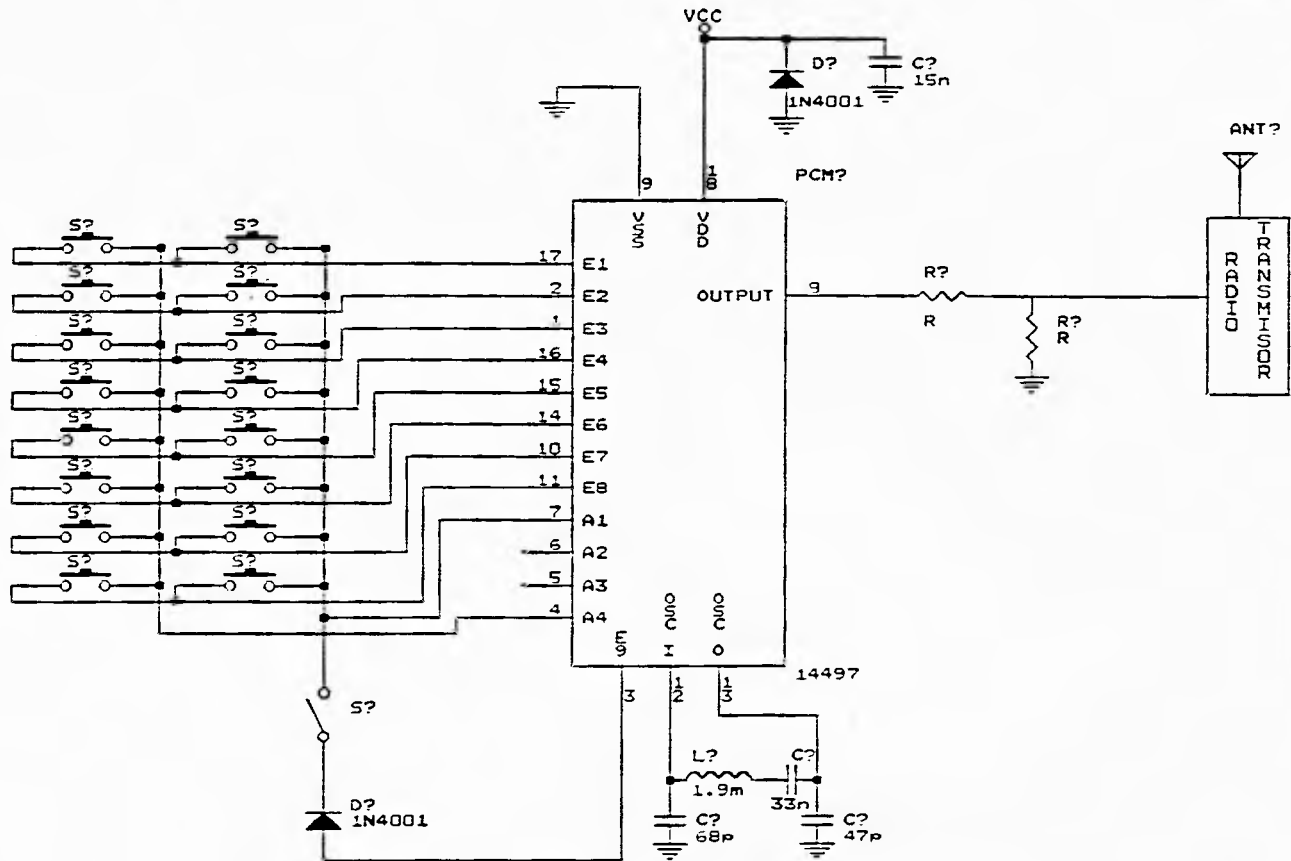 VCC
D?
1N4001
C?
15n
ANT?
PCM?
9
18
VSS
VDD
RADIO
TRANSMISOR
S?
S?
17
E1
S?
S?
2
E2
OUTPUT
9
R?
R
R?
R
S?
S?
1
E3
16
E4
S?
S?
15
E5
S?
S?
14
E6
10
E7
S?
S?
11
E8
7
A1
S?
S?
6
A2
S?
S?
5
A3
4
A4
E9
OSC I
OSC O
14497
3
12
13
S?
L?
1.9m
C?
33n
D?
1N4001
C?
68p
C?
47p